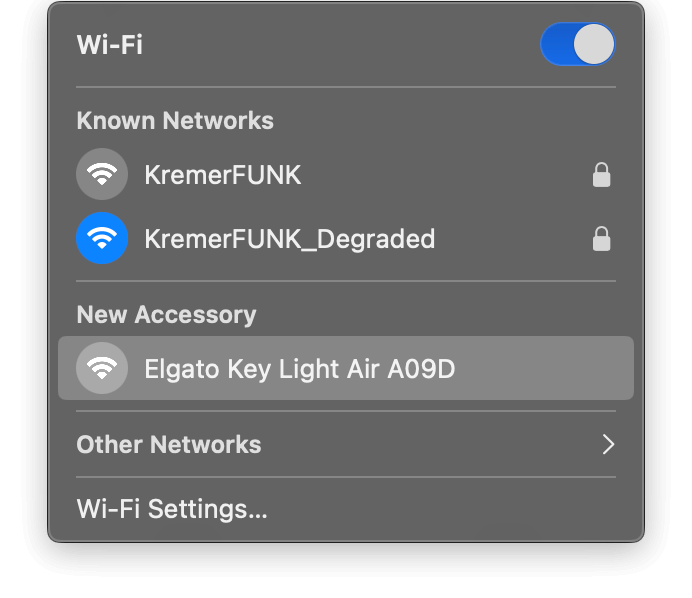 Wi-Fi
Known Networks
KremerFUNK
KremerFUNK_Degraded
New Accessory
Elgato Key Light Air A09D
Other Networks
Wi-Fi Settings...